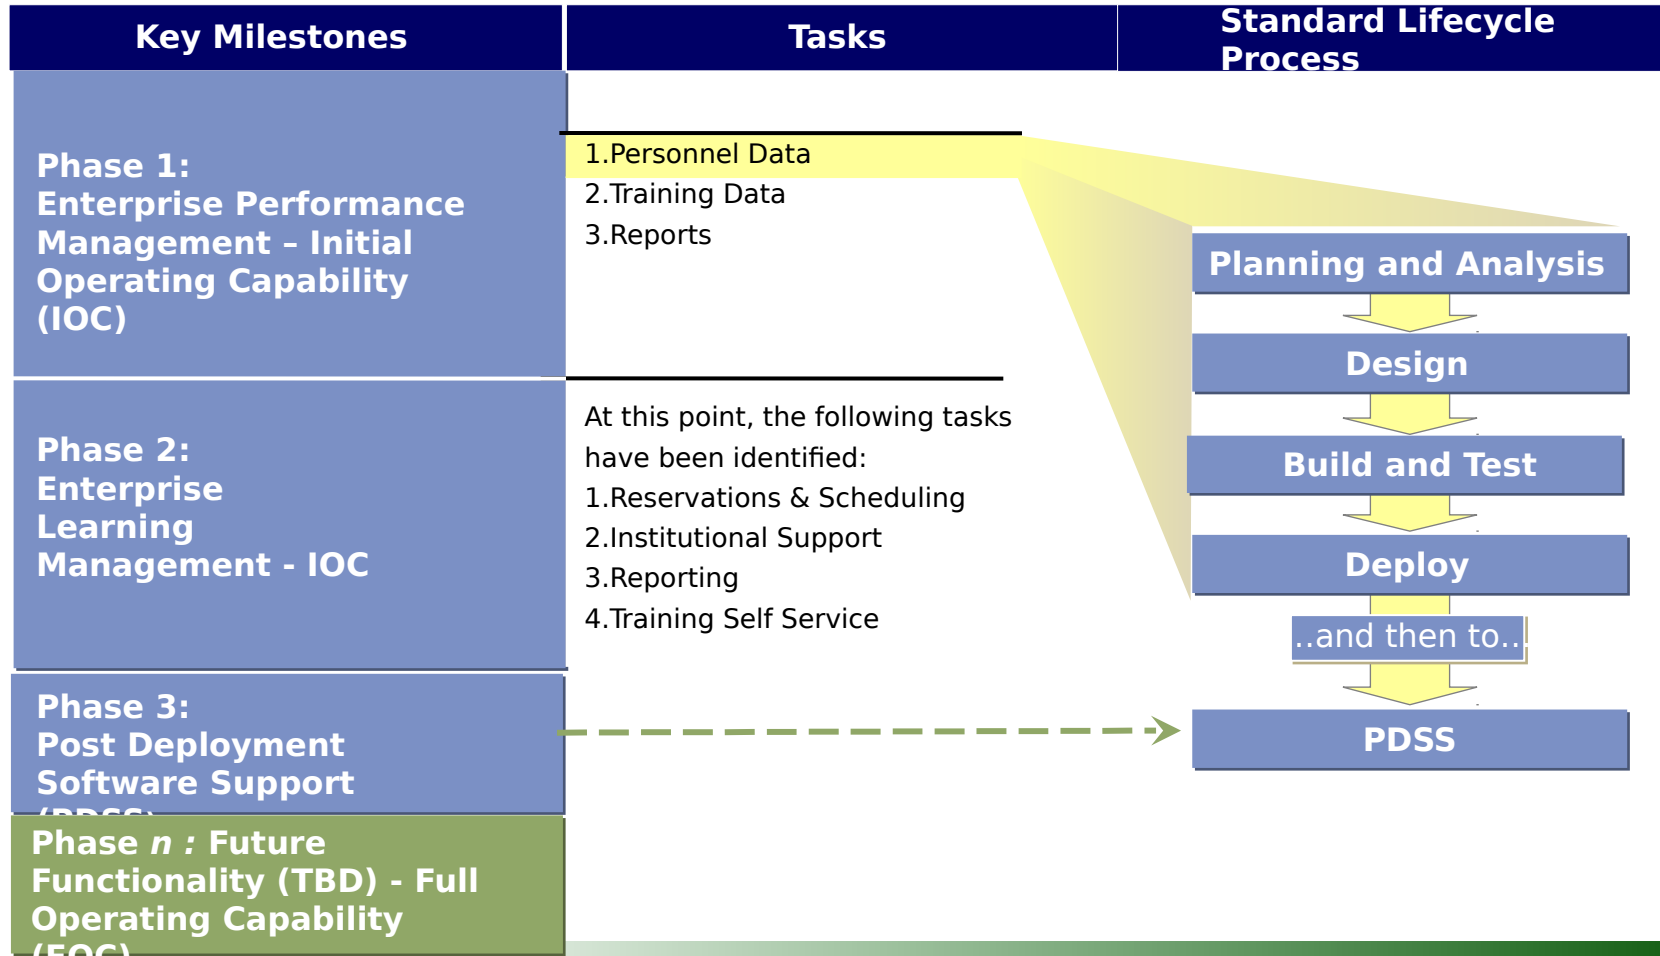 Key Milestones
Tasks
Standard Lifecycle
Process
Phase 1:
Enterprise Performance
Management – Initial
Operating Capability
(IOC)
1.Personnel Data
2.Training Data
3.Reports
Phase 2:
Enterprise
Learning
Management - IOC
At this point, the following tasks
have been identified:
1.Reservations & Scheduling
2.Institutional Support
3.Reporting
4.Training Self Service
Phase 3:
Post Deployment
Software Support
(PDSS)
Phase n : Future
Functionality (TBD) - Full
Operating Capability
(FOC)
Planning and Analysis
Design
Build and Test
Deploy
..and then to..
PDSS